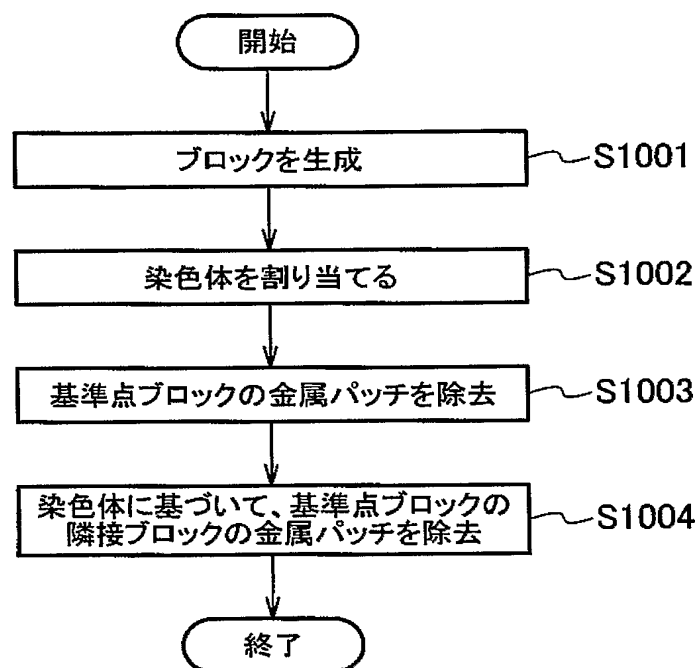 開始
ブロックを生成
S1001
染色体を割り当てる
S1002
基準点ブロックの金属パッチを除去
S1003
染色体に基づいて、基準点ブロックの
隣接ブロックの金属パッチを除去
S1004
終了